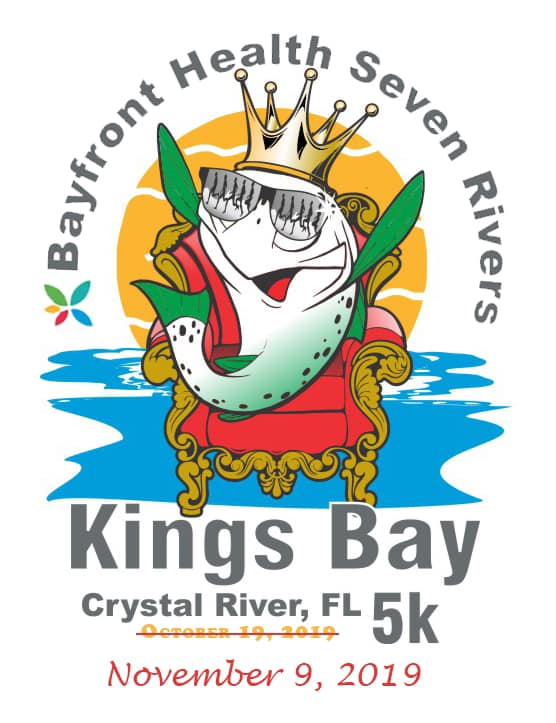 Bayfront Health Seven Rivers
Kings Bay
Crystal River, FL 5k
October 19, 2019
November 9, 2019